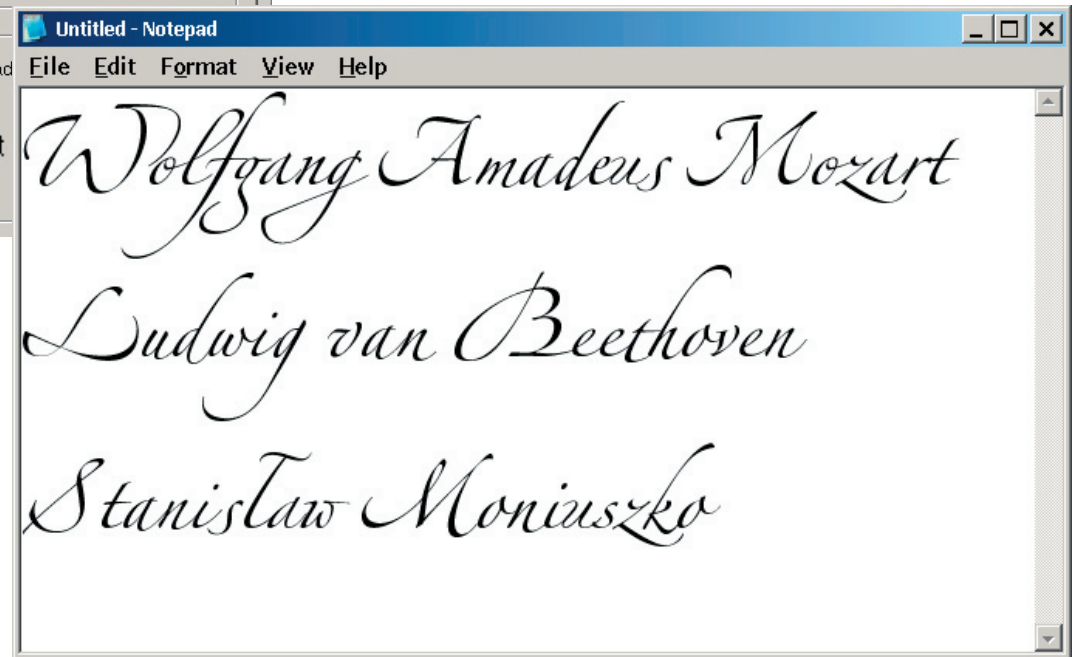 Untitled - Notepad
File Edit Format View Help
Wolfgang Amadeus Mozart
Ludwig van Beethoven
Stanisław Moniuszko